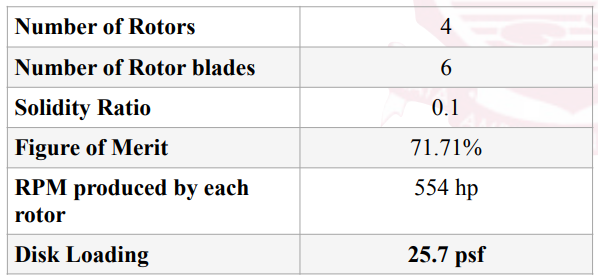 Number of Rotors 4
Number of Rotor blades 6
Solidity Ratio 0.1
Figure of Merit 71.71%
RPM produced by each 554 hp
rotor
Disk Loading 25.7 psf